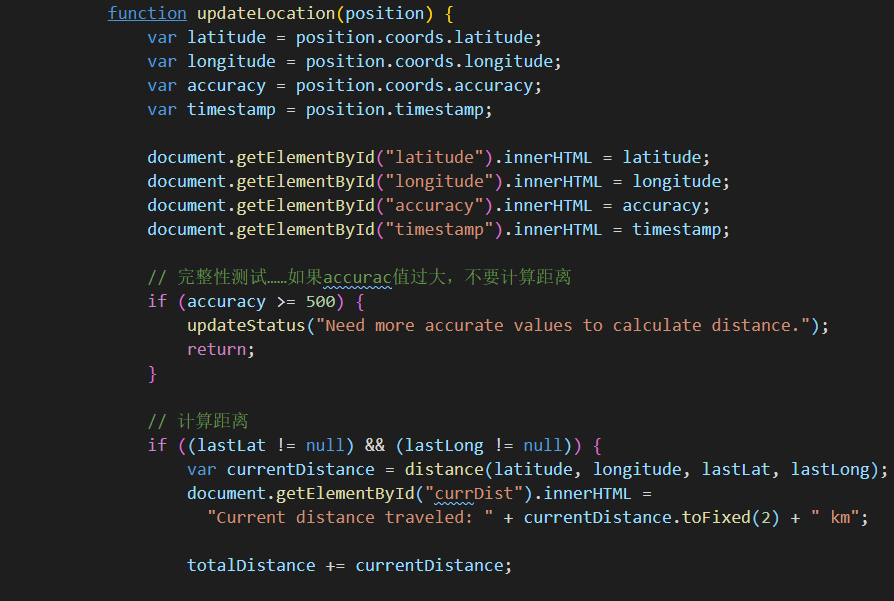 function updateLocation(position) {
var latitude = position.coords.latitude;
var longitude = position.coords.longitude;
var accuracy = position.coords.accuracy;
var timestamp = position.timestamp;
document.getElementById("latitude").innerHTML = latitude;
document.getElementById("longitude").innerHTML = longitude;
document.getElementById("accuracy").innerHTML = accuracy;
document.getElementById("timestamp").innerHTML = timestamp;
// 完整性测试……如果accurac值过大，不要计算距离
if (accuracy >= 500) {
updateStatus("Need more accurate values to calculate distance.");
return;
}
// 计算距离
if ((lastLat != null) && (lastLong != null)) {
var currentDistance = distance(latitude, longitude, lastLat, lastLong);
document.getElementById("currDist").innerHTML =
"Current distance traveled: " + currentDistance.toFixed(2) + " km";
totalDistance += currentDistance;